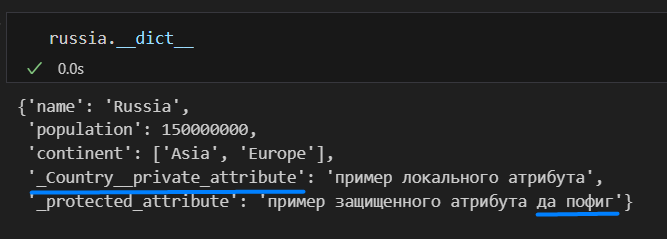 russia.__dict__
0.0s
{'name': 'Russia',
'population': 150000000,
'continent': ['Asia', 'Europe'],
'_Country__private_attribute': 'пример локального атрибута',
'_protected_attribute': 'пример защищенного атрибута да пофиг'}